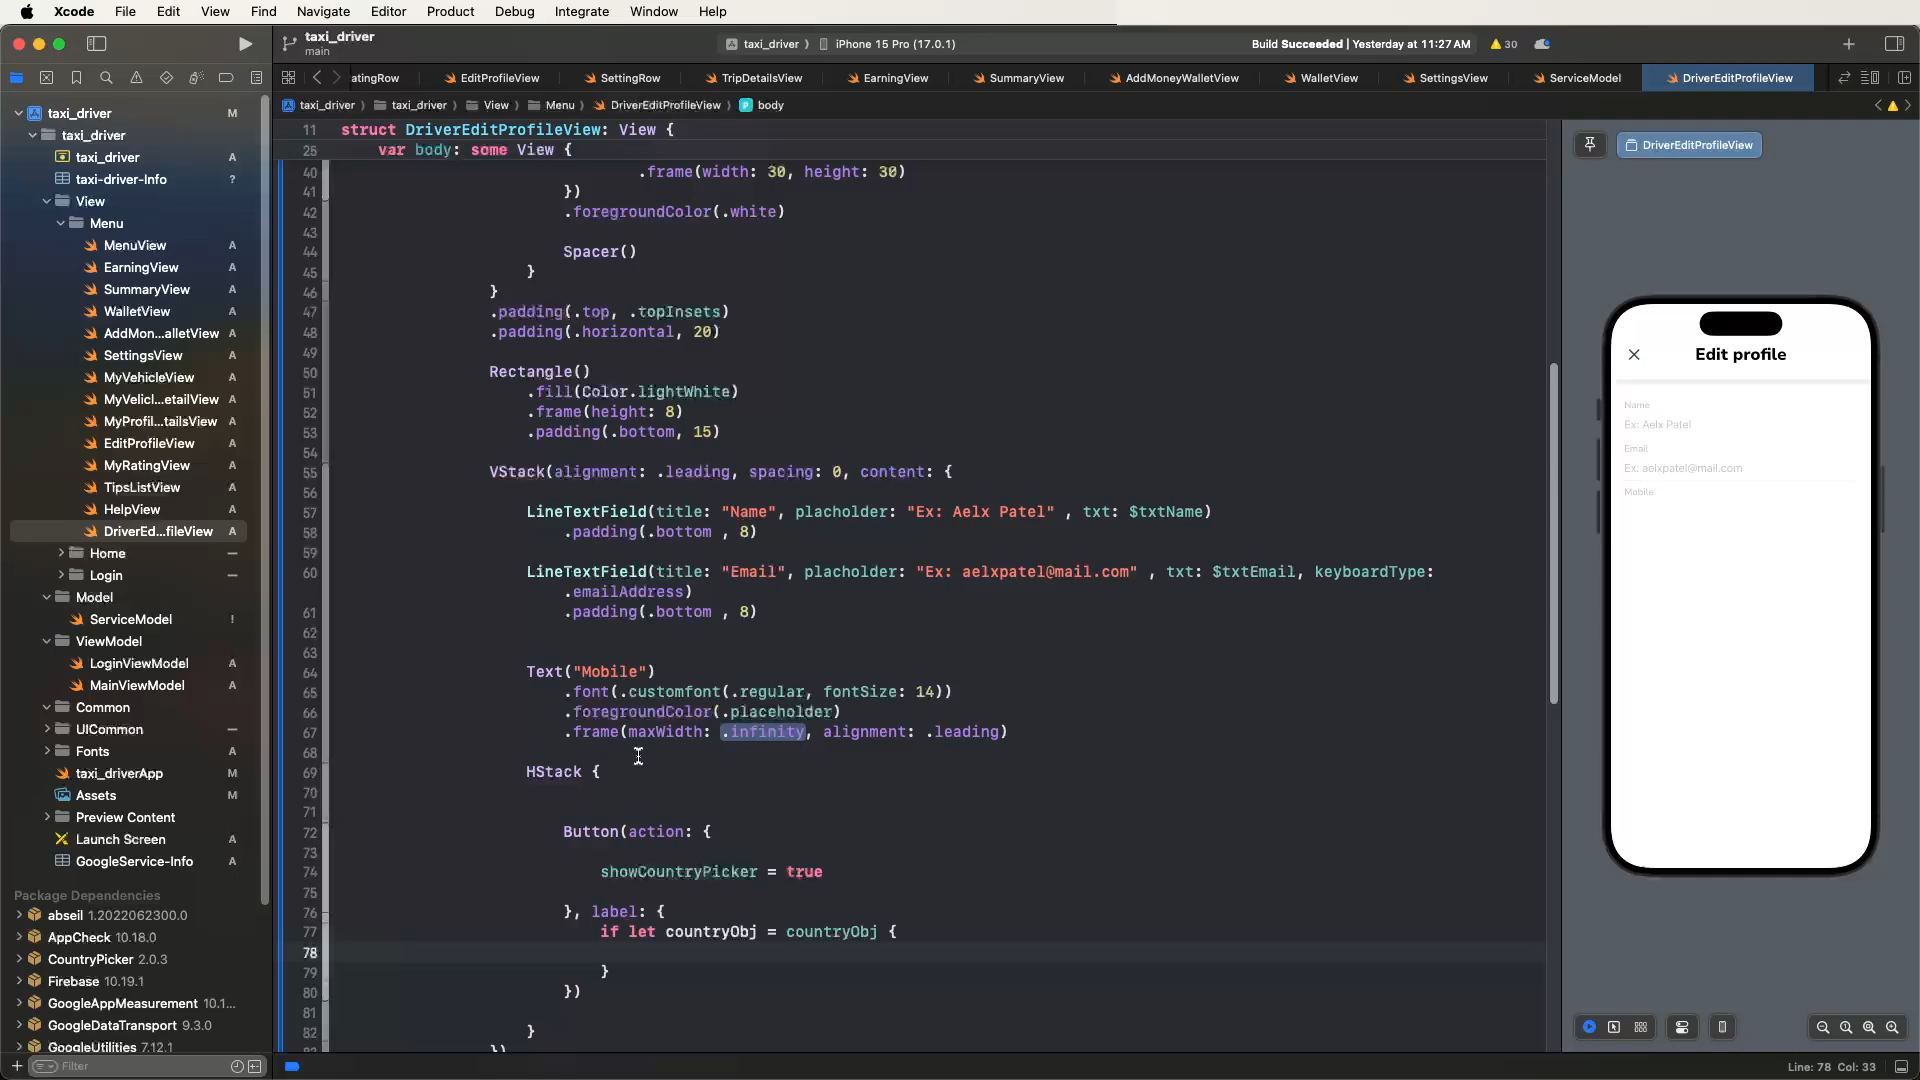 Xcode File Edit View Find Navigate Editor Product Debug Integrate Window Help
taxi_driver
main
taxi_driver iPhone 15 Pro (17.0.1)
Build Succeeded | Yesterday at 11:27 AM 30
atingRow EditProfileView SettingRow TripDetailsView EarningView SummaryView AddMoneyWalletView WalletView SettingsView ServiceModel DriverEditProfileView
taxi_driver taxi_driver View Menu DriverEditProfileView body
taxi_driver M
taxi_driver
taxi_driver A
taxi-driver-Info ?
View
Menu
MenuView A
EarningView A
SummaryView A
WalletView A
AddMon...alletView A
SettingsView A
MyVehicleView A
MyVelicl...etailView A
MyProfil...tailsView A
EditProfileView A
MyRatingView A
TipsListView A
HelpView A
DriverEd...fileView A
Home
Login
Model
ServiceModel !
ViewModel
LoginViewModel A
MainViewModel A
Common
UICommon
Fonts A
taxi_driverApp A
Assets M
Preview Content
Launch Screen A
GoogleService-Info A
Package Dependencies
abseil 1.2022062300.0
AppCheck 10.18.0
CountryPicker 2.0.3
Firebase 10.19.1
GoogleAppMeasurement 10.1...
GoogleDataTransport 9.3.0
GoogleUtilities 7.12.1
Filter
11 struct DriverEditProfileView: View {
25 var body: some View {
40 .frame(width: 30, height: 30)
41 })
42 .foregroundColor(.white)
43
44 Spacer()
45 }
46 }
47 .padding(.top, .topInsets)
48 .padding(.horizontal, 20)
49
50 Rectangle()
51 .fill(Color.lightWhite)
52 .frame(height: 8)
53 .padding(.bottom, 15)
54
55 VStack(alignment: .leading, spacing: 0, content: {
56
57 LineTextField(title: "Name", placholder: "Ex: Aelx Patel" , txt: $txtName)
58 .padding(.bottom , 8)
59
60 LineTextField(title: "Email", placholder: "Ex: aelxpatel@mail.com" , txt: $txtEmail, keyboardType:
.emailAddress)
61 .padding(.bottom , 8)
62
63
64 Text("Mobile")
65 .font(.customfont(.regular, fontSize: 14))
66 .foregroundColor(.placeholder)
67 .frame(maxWidth: .infinity, alignment: .leading)
68
69 HStack {
70
71
72 Button(action: {
73
74 showCountryPicker = true
75
76 }, label: {
77 if let countryObj = countryObj {
78
79 }
80 })
81
82 }
})
DriverEditProfileView
Edit profile
Name
Ex: Aelx Patel
Email
Ex: aelxpatel@mail.com
Mobile
Line: 78 Col: 33